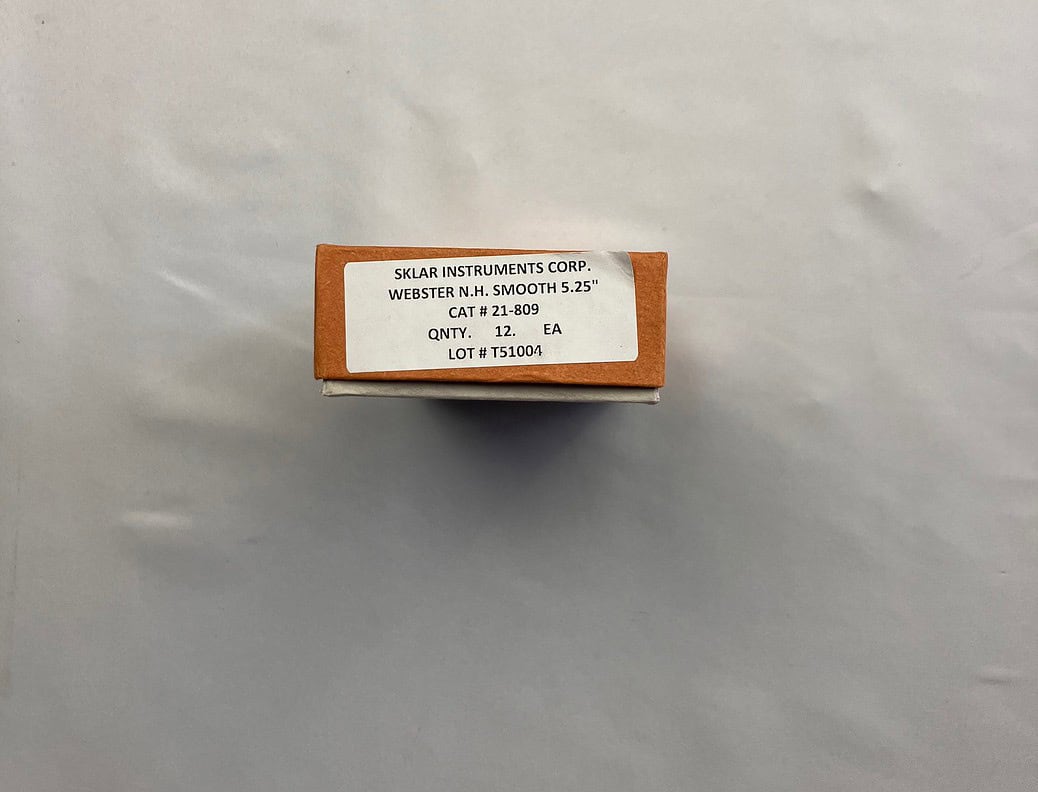 SKLAR INSTRUMENTS CORP.
WEBSTER N.H. SMOOTH 5.25"
CAT # 21-809
QNTY. 12. EA
LOT # T51004